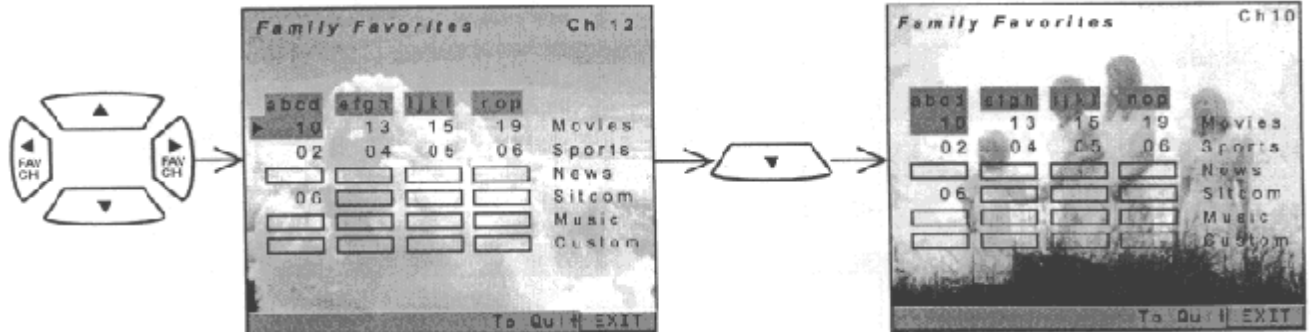 FAV CH
FAV CH
Family Favorites Ch 12
abcd efgh ijkl nop
10 13 15 19 Movies
02 04 05 06 Sports
News
06 Sitcom
Music
Custom
To Quit EXIT
Family Favorites Ch 10
abcd efgh ijkl nop
10 13 15 19 Movies
02 04 05 06 Sports
News
06 Sitcom
Music
Custom
To Quit EXIT